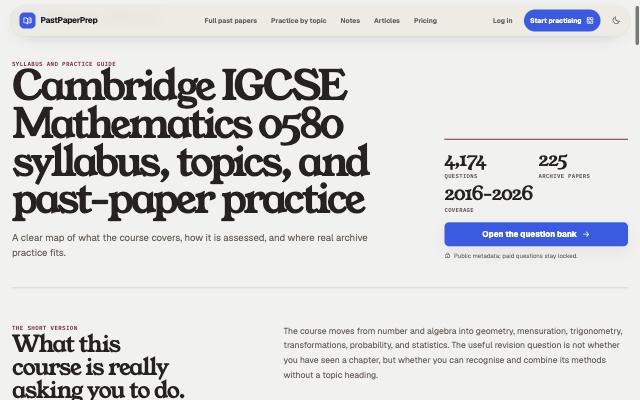 PastPaperPrep
Full past papers
Practice by topic
Notes
Articles
Pricing
Log in
Start practising
SYLLABUS AND PRACTICE GUIDE
Cambridge IGCSE
Mathematics 0580
syllabus, topics, and
past-paper practice
A clear map of what the course covers, how it is assessed, and where real archive
practice fits.
4,174
QUESTIONS
225
ARCHIVE PAPERS
2016-2026
COVERAGE
Open the question bank →
Public metadata; paid questions stay locked.
THE SHORT VERSION
What this
course is really
asking you to do.
The course moves from number and algebra into geometry, mensuration, trigonometry,
transformations, probability, and statistics. The useful revision question is not whether
you have seen a chapter, but whether you can recognise and combine its methods
without a topic heading.